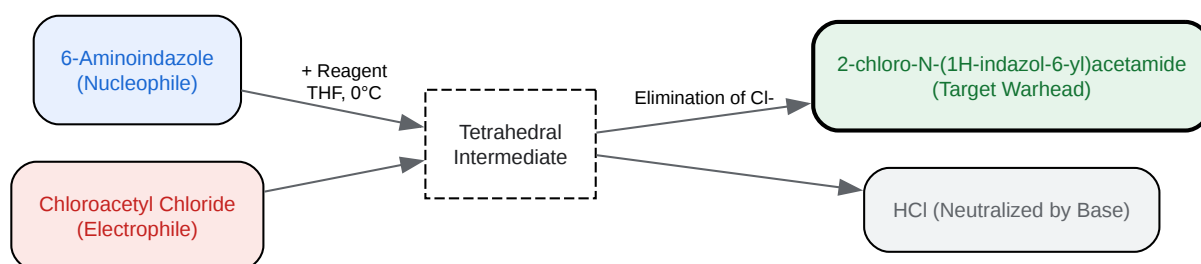 6-Aminoindazole
(Nucleophile)
+ Reagent
THF, 0°C
Chloroacetyl Chloride
(Electrophile)
Tetrahedral
Intermediate
Elimination of Cl-
2-chloro-N-(1H-indazol-6-yl)acetamide
(Target Warhead)
HCl (Neutralized by Base)